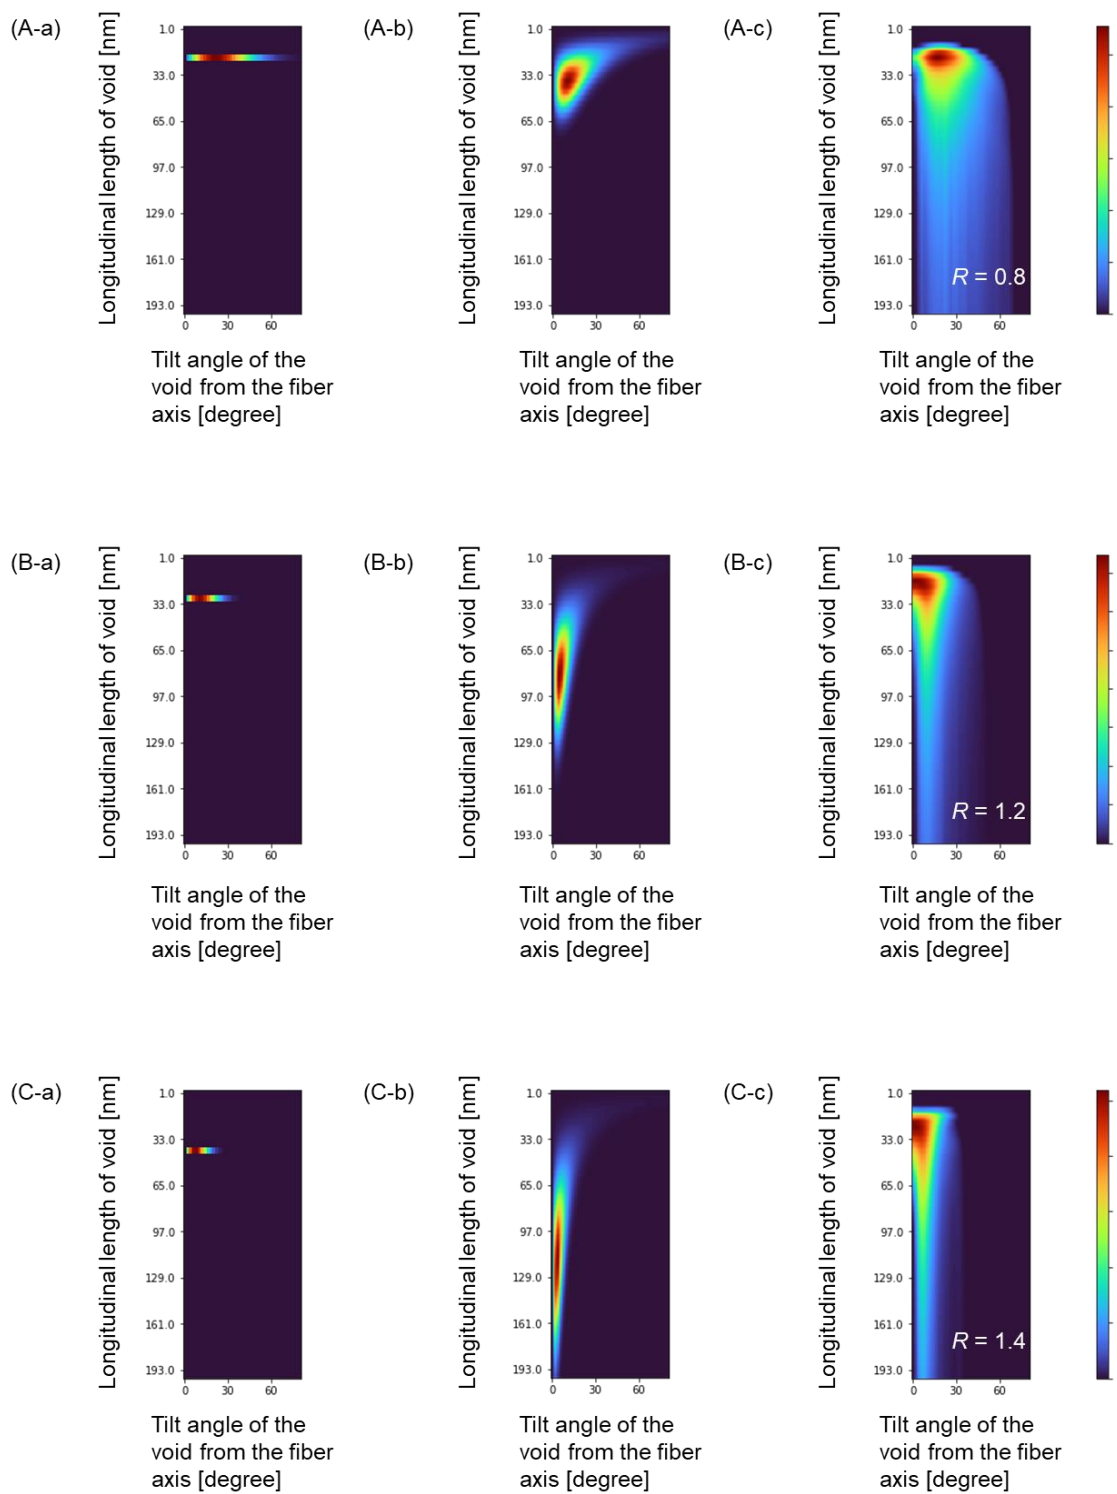 (A-a)
Longitudinal length of void [nm]
1.0
33.0
65.0
97.0
129.0
161.0
193.0
0
30
60
Tilt angle of the
void from the fiber
axis [degree]
(A-b)
Longitudinal length of void [nm]
1.0
33.0
65.0
97.0
129.0
161.0
193.0
0
30
60
Tilt angle of the
void from the fiber
axis [degree]
(A-c)
Longitudinal length of void [nm]
1.0
33.0
65.0
97.0
129.0
161.0
193.0
R = 0.8
0
30
60
Tilt angle of the
void from the fiber
axis [degree]
(B-a)
Longitudinal length of void [nm]
1.0
33.0
65.0
97.0
129.0
161.0
193.0
0
30
60
Tilt angle of the
void from the fiber
axis [degree]
(B-b)
Longitudinal length of void [nm]
1.0
33.0
65.0
97.0
129.0
161.0
193.0
0
30
60
Tilt angle of the
void from the fiber
axis [degree]
(B-c)
Longitudinal length of void [nm]
1.0
33.0
65.0
97.0
129.0
161.0
193.0
R = 1.2
0
30
60
Tilt angle of the
void from the fiber
axis [degree]
(C-a)
Longitudinal length of void [nm]
1.0
33.0
65.0
97.0
129.0
161.0
193.0
0
30
60
Tilt angle of the
void from the fiber
axis [degree]
(C-b)
Longitudinal length of void [nm]
1.0
33.0
65.0
97.0
129.0
161.0
193.0
0
30
60
Tilt angle of the
void from the fiber
axis [degree]
(C-c)
Longitudinal length of void [nm]
1.0
33.0
65.0
97.0
129.0
161.0
193.0
R = 1.4
0
30
60
Tilt angle of the
void from the fiber
axis [degree]